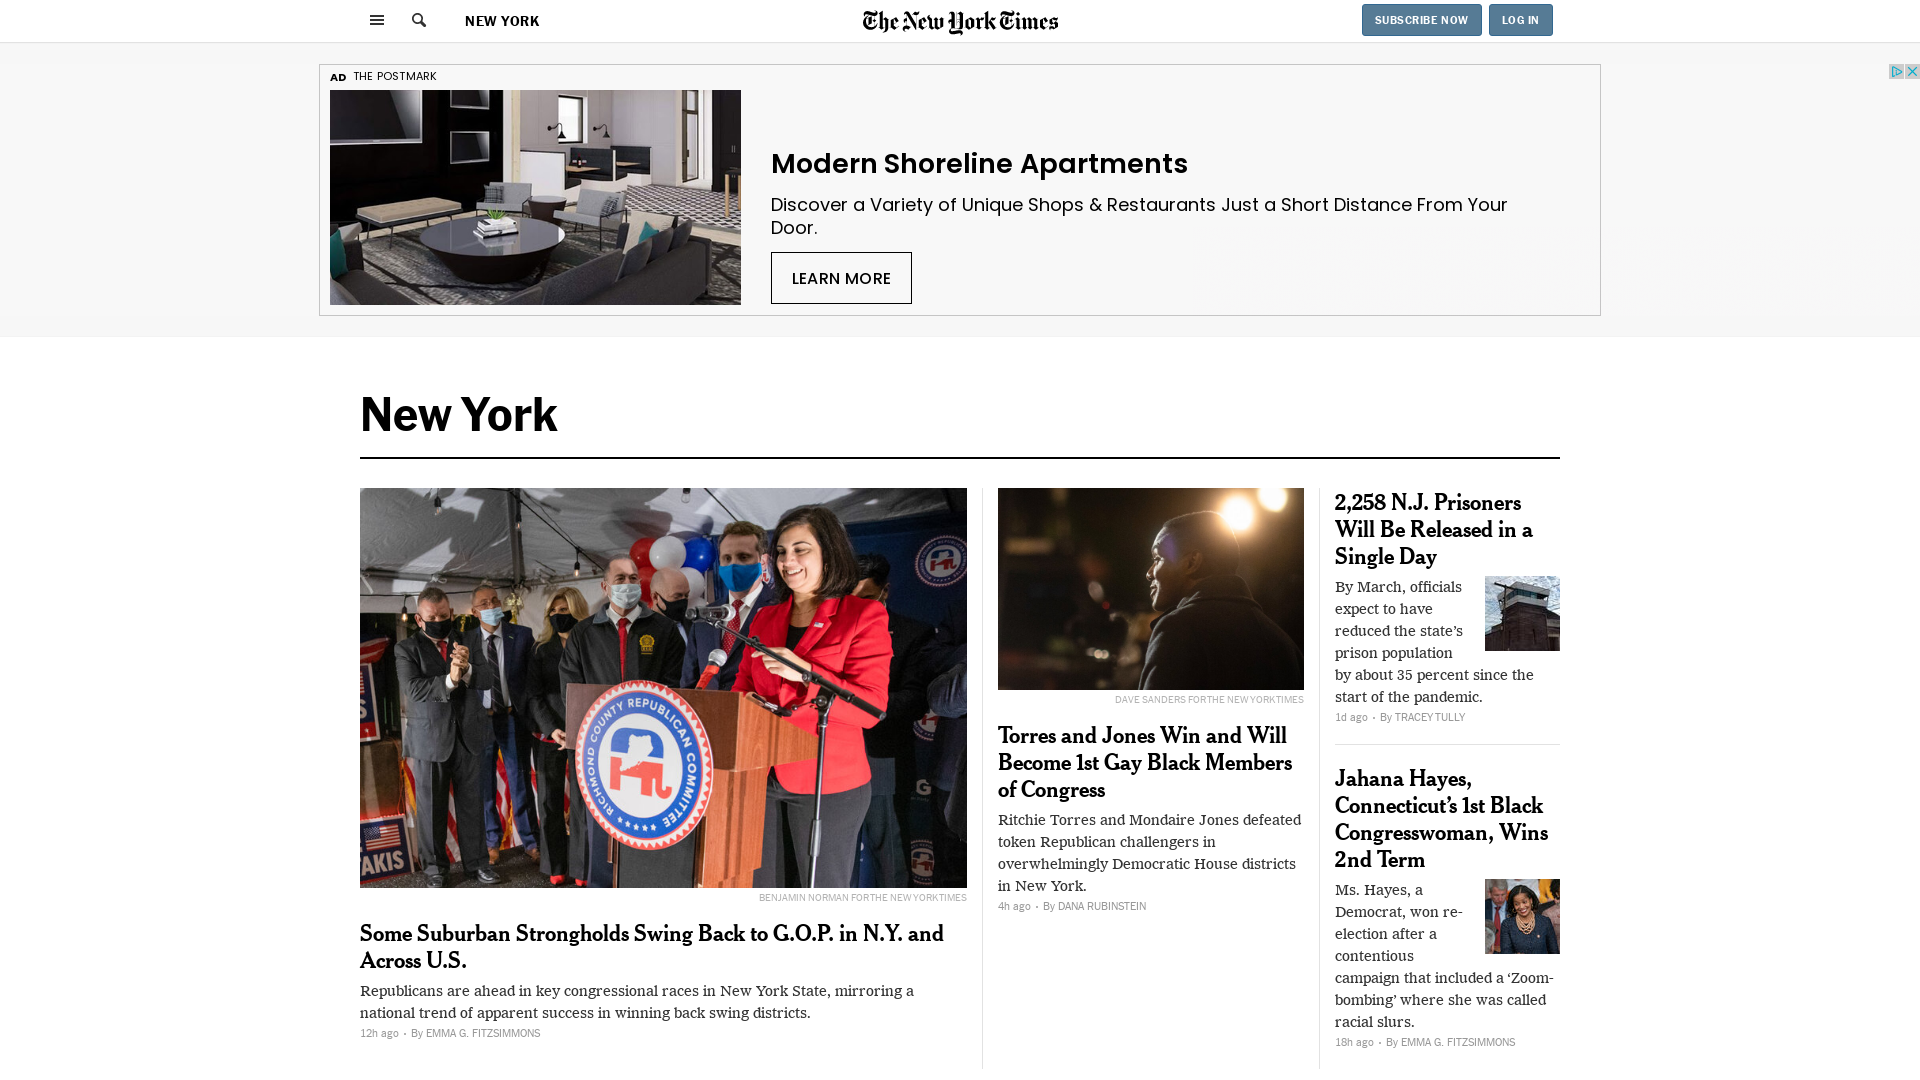 NEW YORK
The New York Times
SUBSCRIBE NOW
LOG IN
AD THE POSTMARK
Modern Shoreline Apartments
Discover a Variety of Unique Shops & Restaurants Just a Short Distance From Your
Door.
LEARN MORE
New York
RICHMOND COUNTY REPUBLICAN COMMITTEE
BENJAMIN NORMAN FOR THE NEW YORK TIMES
Some Suburban Strongholds Swing Back to G.O.P. in N.Y. and
Across U.S.
Republicans are ahead in key congressional races in New York State, mirroring a
national trend of apparent success in winning back swing districts.
12h ago • By EMMA G. FITZSIMMONS
DAVE SANDERS FOR THE NEW YORK TIMES
Torres and Jones Win and Will
Become 1st Gay Black Members
of Congress
Ritchie Torres and Mondaire Jones defeated
token Republican challengers in
overwhelmingly Democratic House districts
in New York.
4h ago • By DANA RUBINSTEIN
2,258 N.J. Prisoners
Will Be Released in a
Single Day
By March, officials
expect to have
reduced the state’s
prison population
by about 35 percent since the
start of the pandemic.
1d ago • By TRACEY TULLY
Jahana Hayes,
Connecticut’s 1st Black
Congresswoman, Wins
2nd Term
Ms. Hayes, a
Democrat, won re-
election after a
contentious
campaign that included a ‘Zoom-
bombing’ where she was called
racial slurs.
18h ago • By EMMA G. FITZSIMMONS